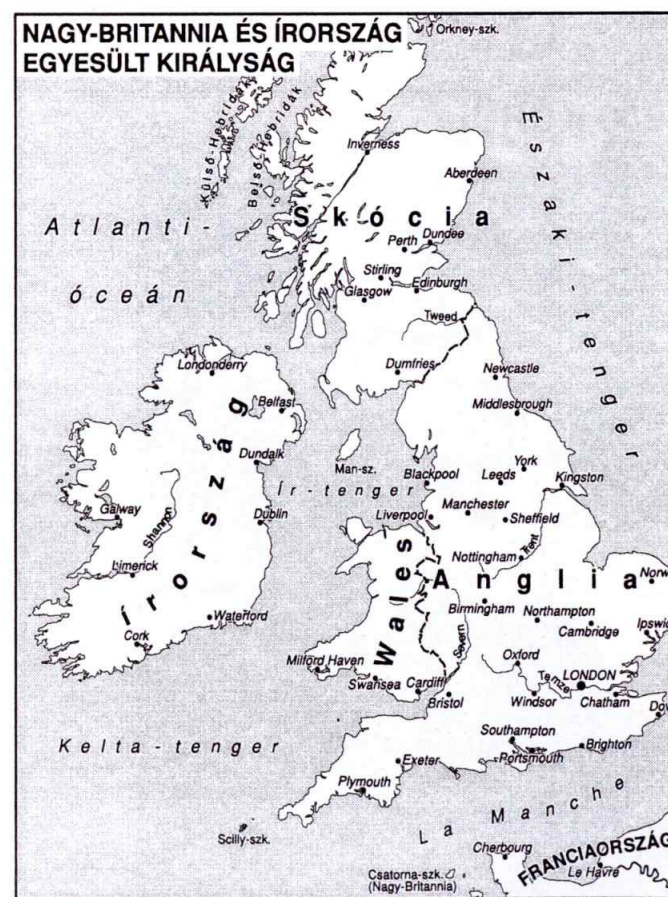 NAGY-BRITANNIA ÉS ÍRORSZÁG
EGYESÜLT KIRÁLYSÁG
Orkney-szk.
Külső-Hebridák
Belső-Hebridák
Északi-tenger
Inverness
Aberdeen
Skócia
Atlanti-
óceán
Perth
Dundee
Stirling
Glasgow
Edinburgh
Tweed
Londonderry
Dumfries
Newcastle
Belfast
Middlesbrough
Írország
Dundalk
Man-sz.
Ír-tenger
Blackpool
Leeds
York
Kingston
Galway
Shannon
Dublin
Liverpool
Manchester
Sheffield
Nottingham
Trent
Limerick
Wales
Anglia
Norw
Birmingham
Northampton
Waterford
Cambridge
Ipswic
Cork
Severn
Oxford
Milford Haven
Swansea
Cardiff
Bristol
Temze
LONDON
Windsor
Chatham
Dov
Kelta-tenger
Southampton
Portsmouth
Brighton
Exeter
Plymouth
La Manche
Scilly-szk.
Cherbourg
FRANCIAORSZÁG
Le Havre
Csatorna-szk.
(Nagy-Britannia)